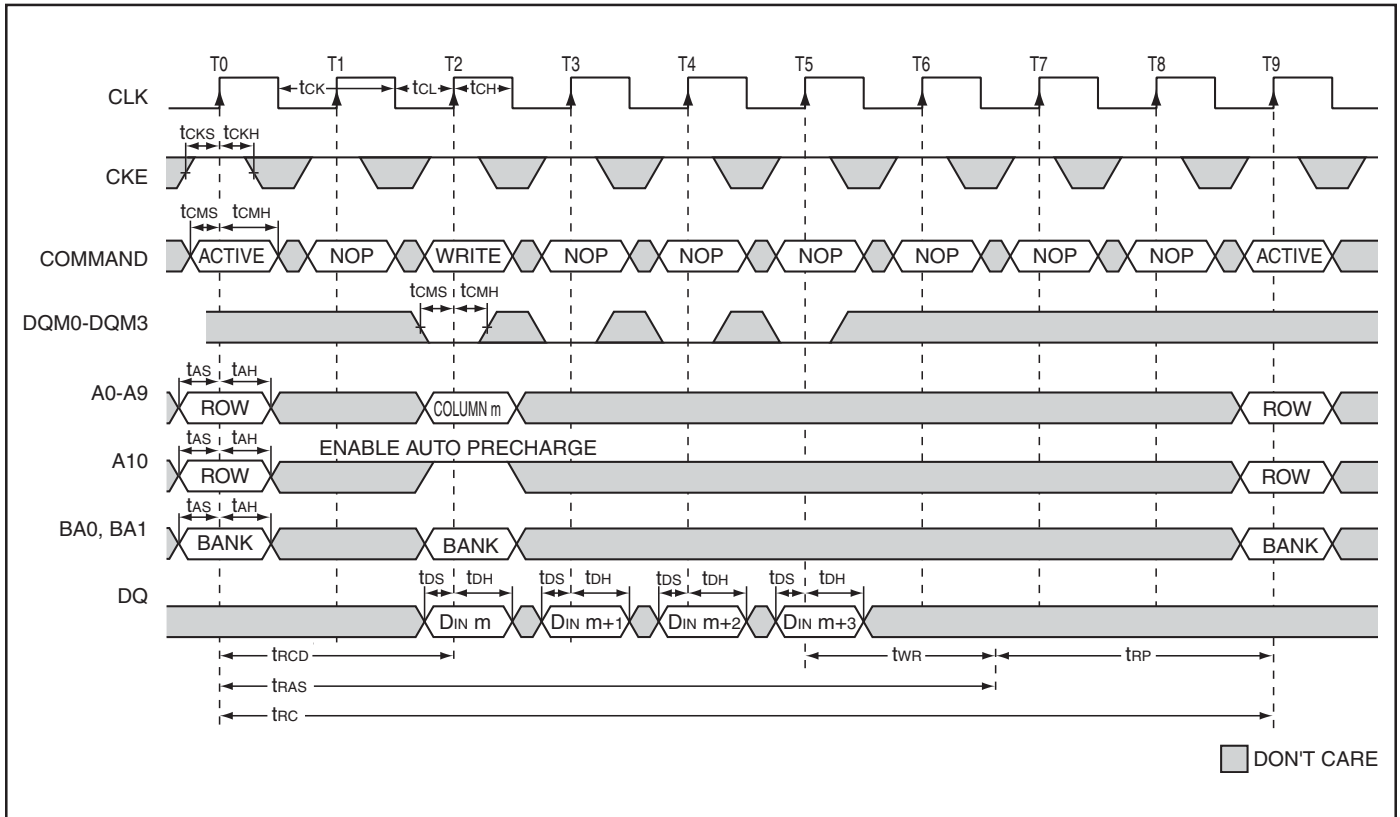 T0 T1 T2 T3 T4 T5 T6 T7 T8 T9
CLK tCK tCL tCH
tCKS tCKH
CKE
tCMS tCMH
COMMAND ACTIVE NOP WRITE NOP NOP NOP NOP NOP NOP ACTIVE
tCMS tCMH
DQM0-DQM3
tAS tAH
A0-A9 ROW COLUMN m ROW
tAS tAH ENABLE AUTO PRECHARGE
A10 ROW ROW
tAS tAH
BA0, BA1 BANK BANK BANK
tDS tDH tDS tDH tDS tDH tDS tDH
DQ DIN m DIN m+1 DIN m+2 DIN m+3
tRCD tWR tRP
tRAS
tRC
DON'T CARE